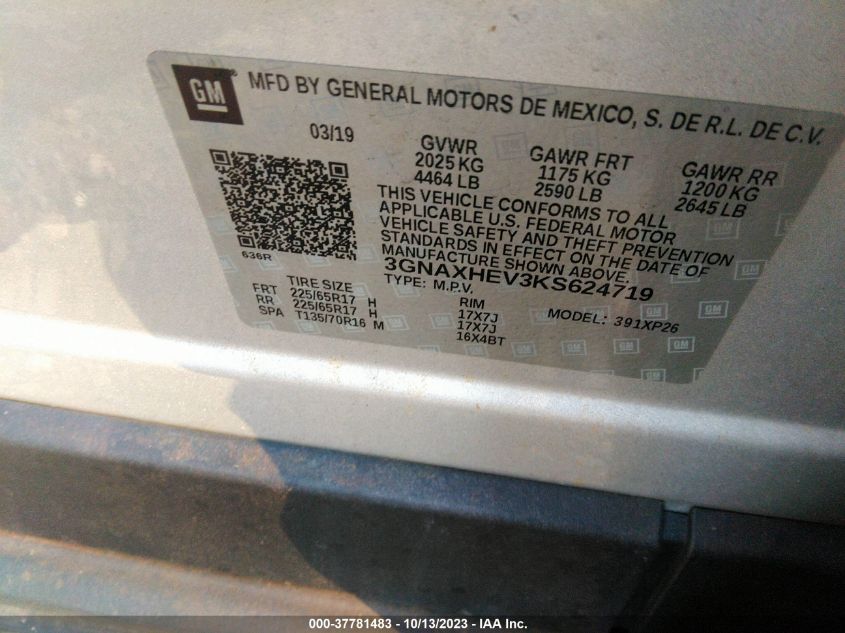 GM ® MFD BY GENERAL MOTORS DE MEXICO, S. DE R.L. DE C.V.
03/19 GVWR GAWR FRT GAWR RR
2025 KG 1175 KG 1200 KG
4464 LB 2590 LB 2645 LB
THIS VEHICLE CONFORMS TO ALL
APPLICABLE U.S. FEDERAL MOTOR
VEHICLE SAFETY AND THEFT PREVENTION
STANDARDS IN EFFECT ON THE DATE OF
MANUFACTURE SHOWN ABOVE.
636R
3GNAXHEV3KS624719
TYPE: M.P.V. MODEL: 391XP26
TIRE SIZE RIM
FRT 225/65R17 H 17X7J
RR 225/65R17 H 17X7J
SPA T135/70R16 M 16X4BT
000-37781483 - 10/13/2023 - IAA Inc.